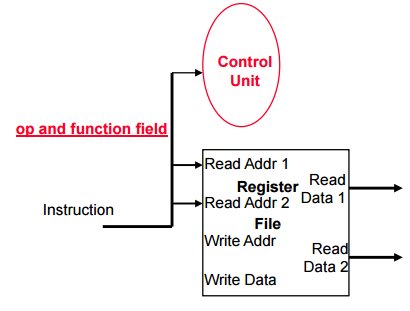 Control
Unit
op and function field
Read Addr 1
Register
Read
Data 1
Read Addr 2
Instruction
File
Write Addr
Read
Data 2
Write Data